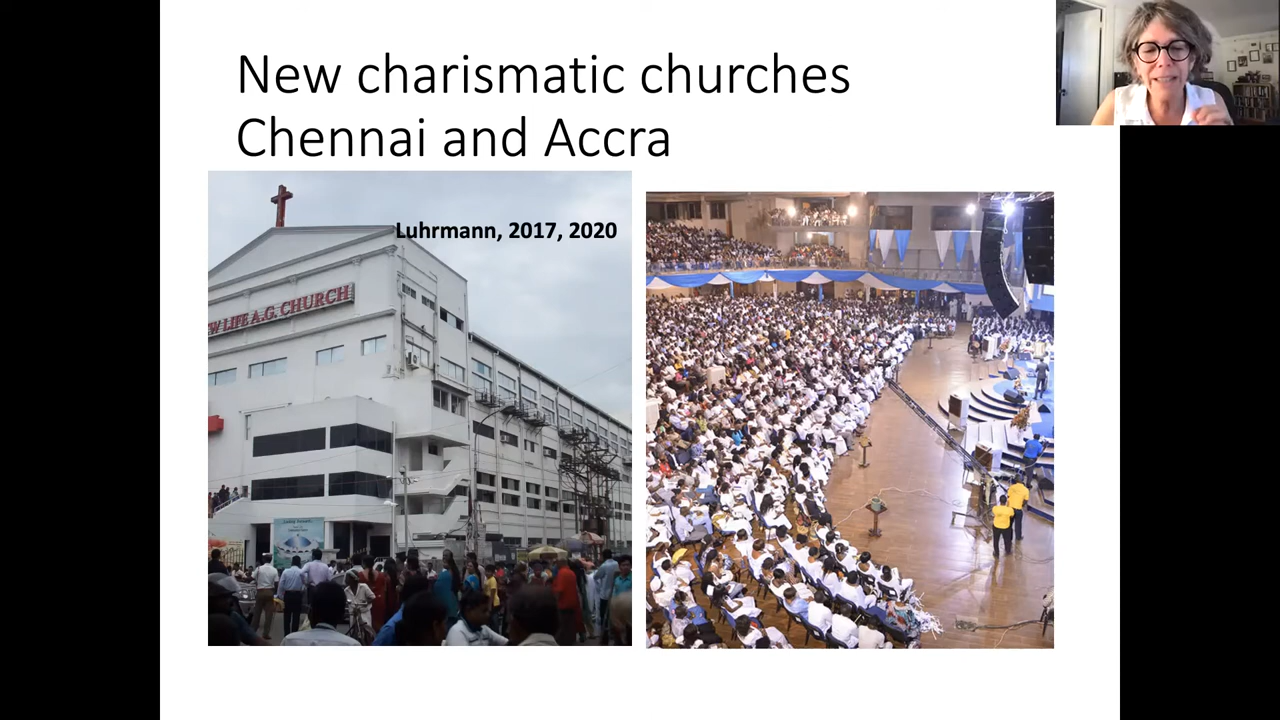 New charismatic churches
Chennai and Accra
Luhrmann, 2017, 2020
LIFE A.G. CHURCH